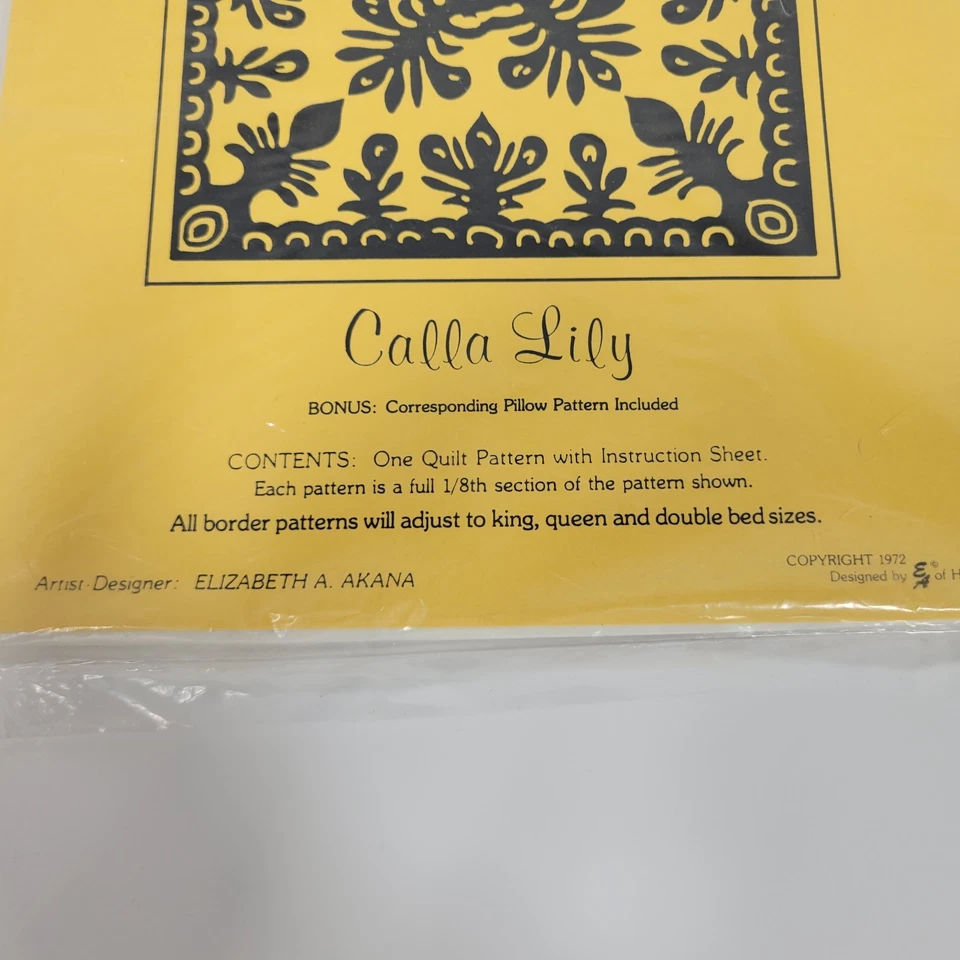 Calla Lily
BONUS: Corresponding Pillow Pattern Included
CONTENTS: One Quilt Pattern with Instruction Sheet.
Each pattern is a full 1/8th section of the pattern shown.
All border patterns will adjust to king, queen and double bed sizes.
Artist-Designer: ELIZABETH A. AKANA
COPYRIGHT 1972
Designed by EA © of H